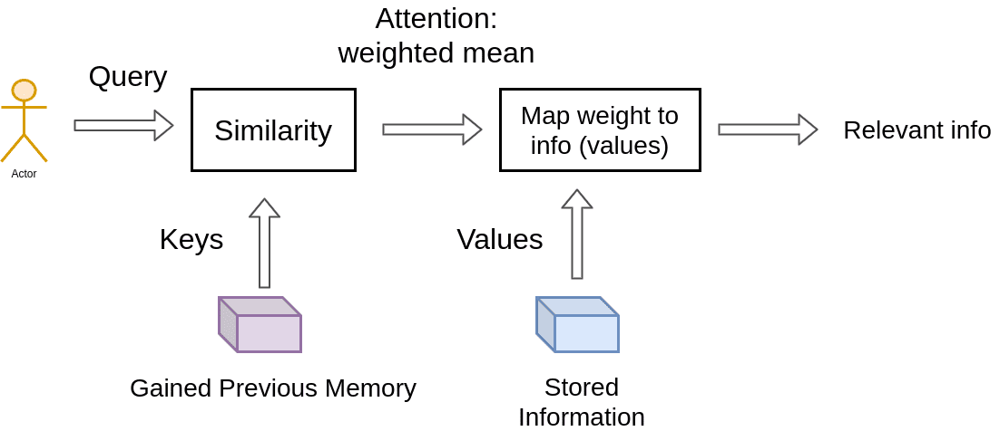 Attention:
weighted mean
Query
Similarity
Map weight to
info (values)
Relevant info
Actor
Keys
Values
Gained Previous Memory
Stored
Information